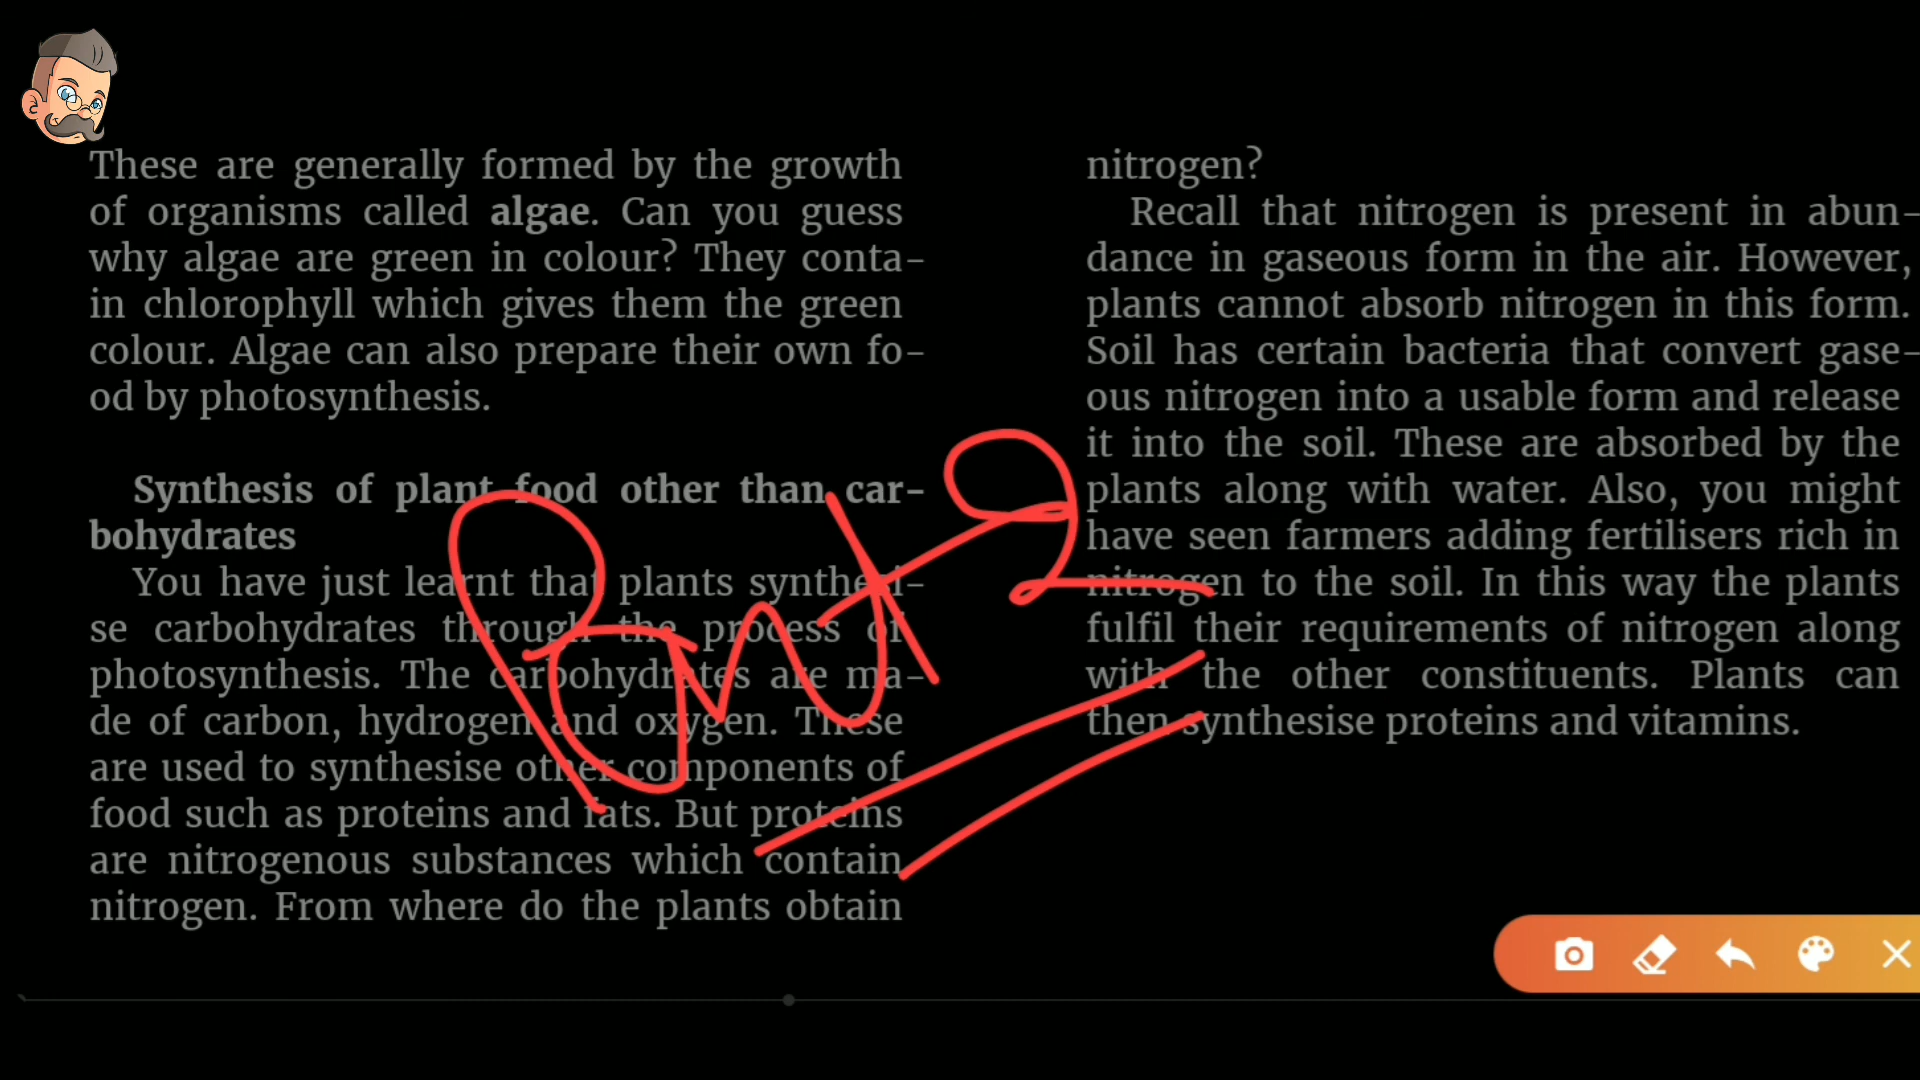 These are generally formed by the growth
of organisms called algae. Can you guess
why algae are green in colour? They conta-
in chlorophyll which gives them the green
colour. Algae can also prepare their own fo-
od by photosynthesis.
Synthesis of plant food other than car-
bohydrates
You have just learnt that plants synthesi-
se carbohydrates through the process of
photosynthesis. The carbohydrates are ma-
de of carbon, hydrogen and oxygen. These
are used to synthesise other components of
food such as proteins and fats. But proteins
are nitrogenous substances which contain
nitrogen. From where do the plants obtain
nitrogen?
Recall that nitrogen is present in abun-
dance in gaseous form in the air. However,
plants cannot absorb nitrogen in this form.
Soil has certain bacteria that convert gase-
ous nitrogen into a usable form and release
it into the soil. These are absorbed by the
plants along with water. Also, you might
have seen farmers adding fertilisers rich in
nitrogen to the soil. In this way the plants
fulfil their requirements of nitrogen along
with the other constituents. Plants can
then synthesise proteins and vitamins.
Part 2